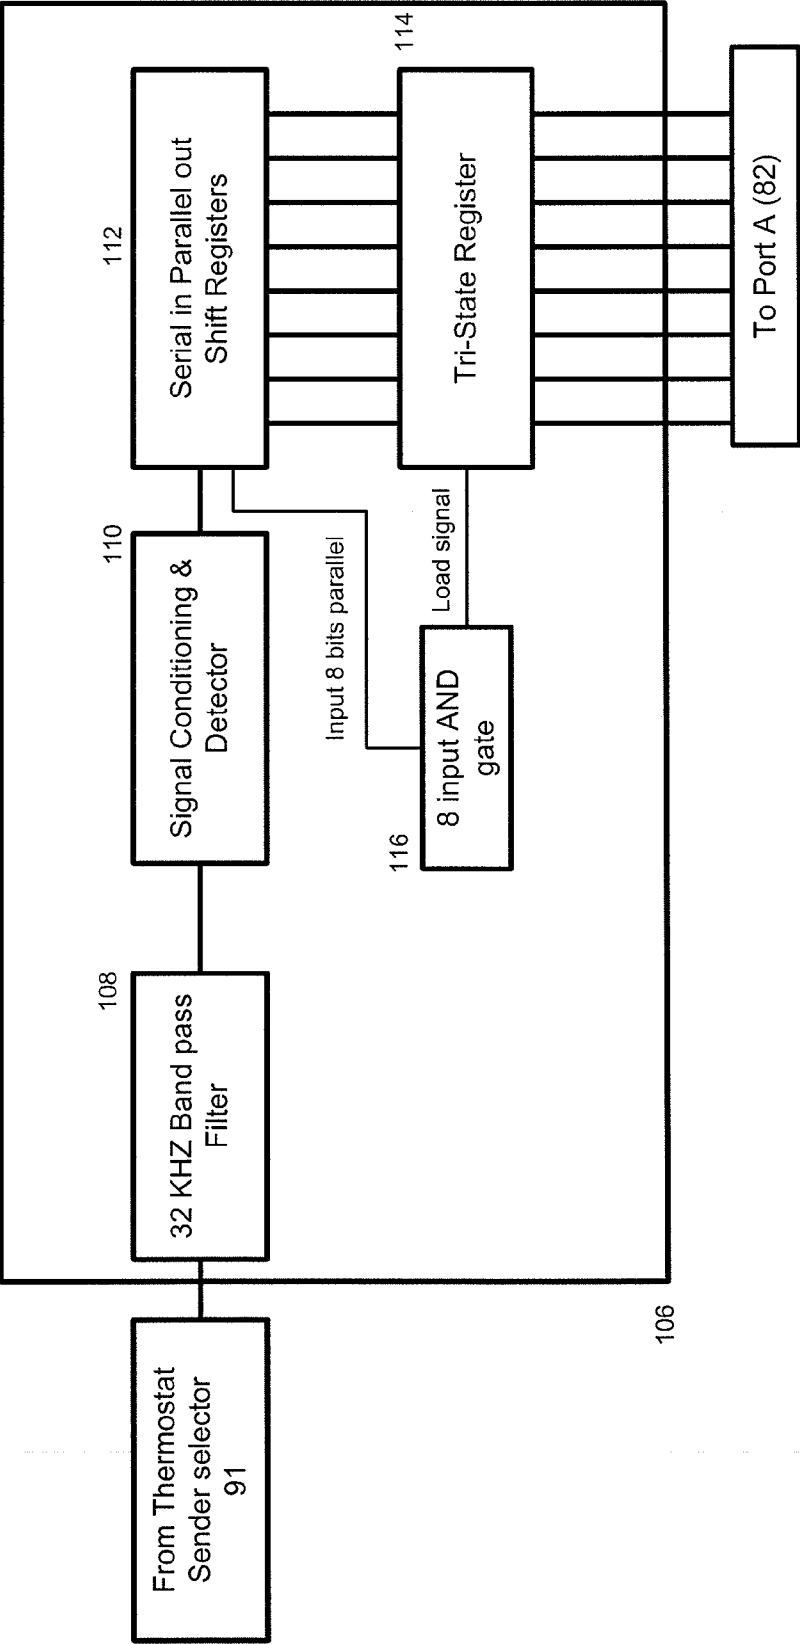 From Thermostat
Sender selector
91
106
108
32 KHZ Band pass
Filter
110
Signal Conditioning &
Detector
112
Serial in Parallel out
Shift Registers
Input 8 bits parallel
116
8 input AND
gate
Load signal
114
Tri-State Register
To Port A (82)